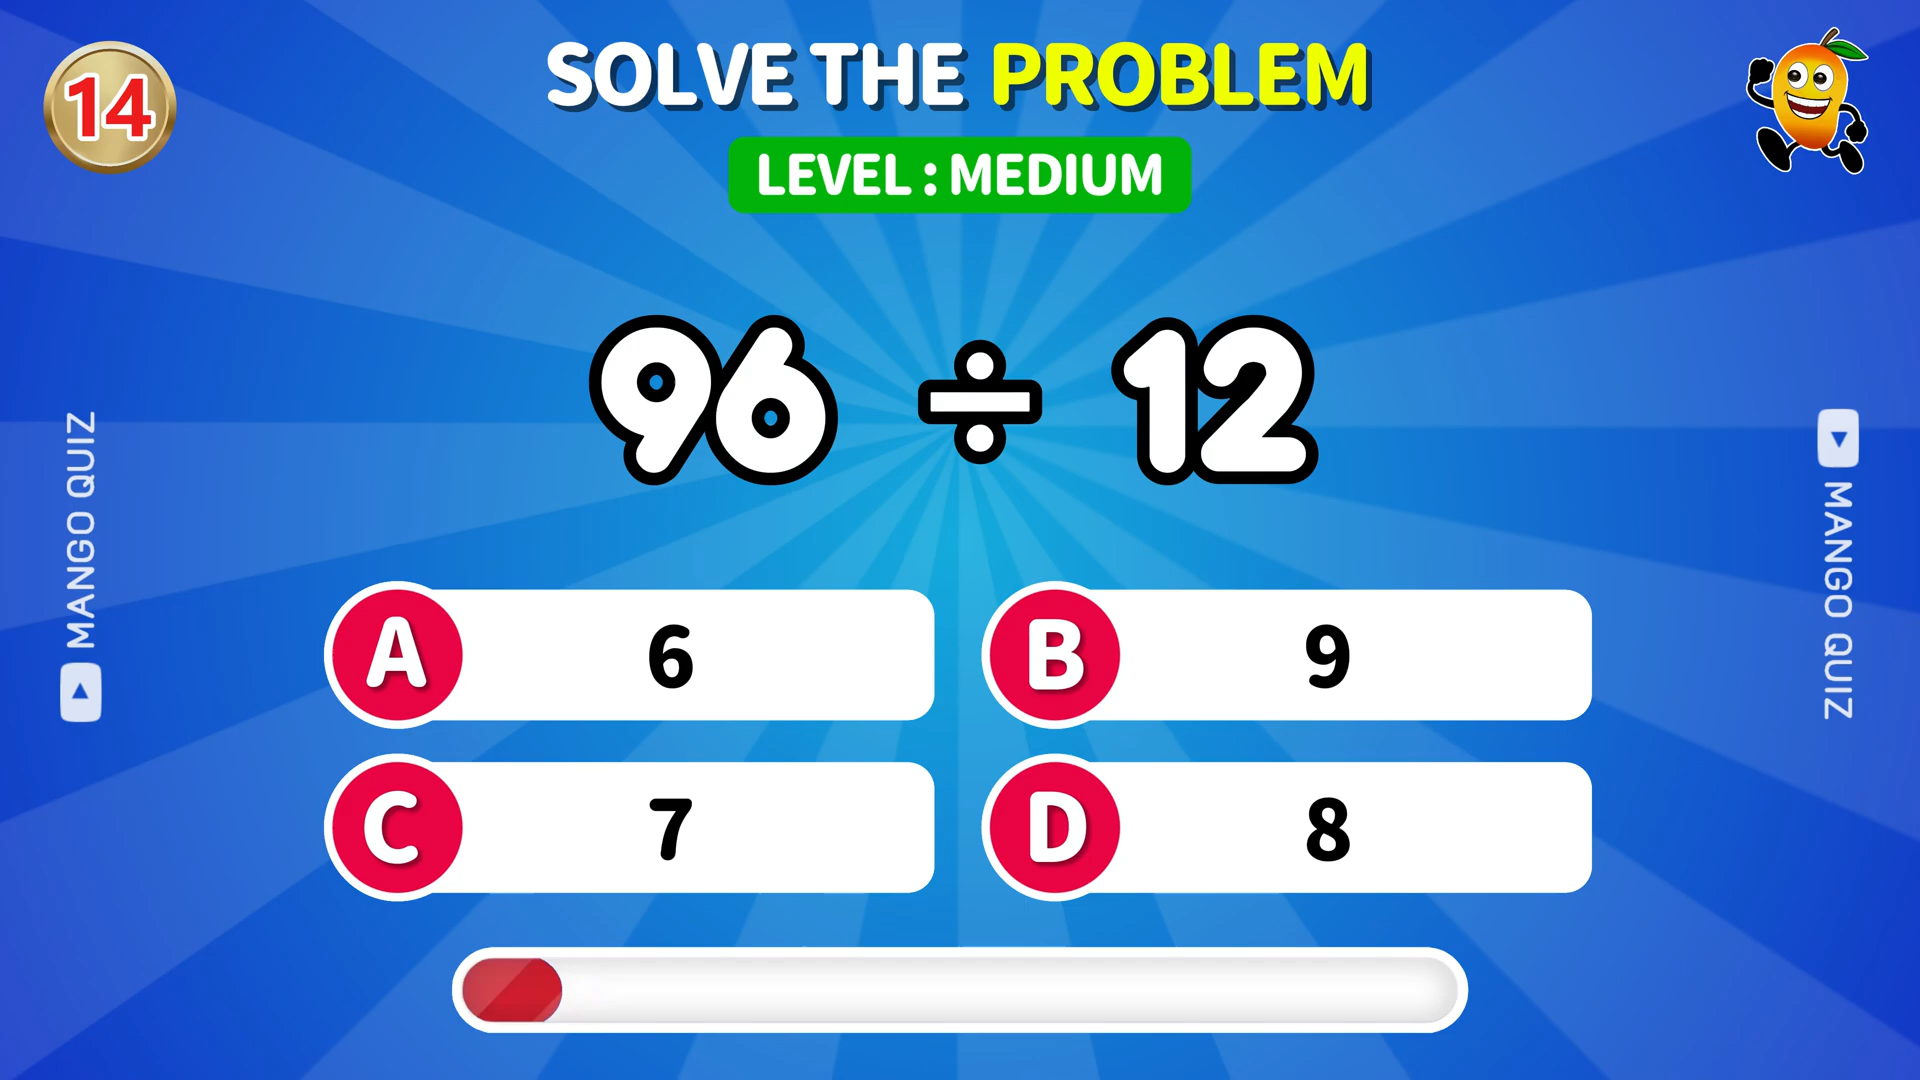 14
SOLVE THE PROBLEM
LEVEL : MEDIUM
96 ÷ 12
A 6
B 9
C 7
D 8
MANGO QUIZ
MANGO QUIZ